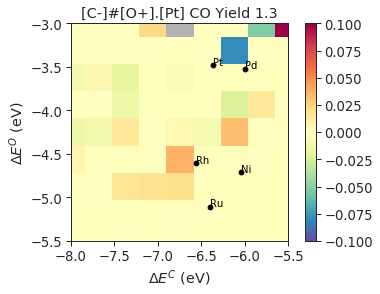 [C-]#[O+].[Pt] CO Yield 1.3
−3.0
−3.5
−4.0
−4.5
−5.0
−5.5
ΔE^O (eV)
Pt
Pd
Rh
Ni
Ru
−8.0 −7.5 −7.0 −6.5 −6.0 −5.5
ΔE^C (eV)
0.100
0.075
0.050
0.025
0.000
−0.025
−0.050
−0.075
−0.100